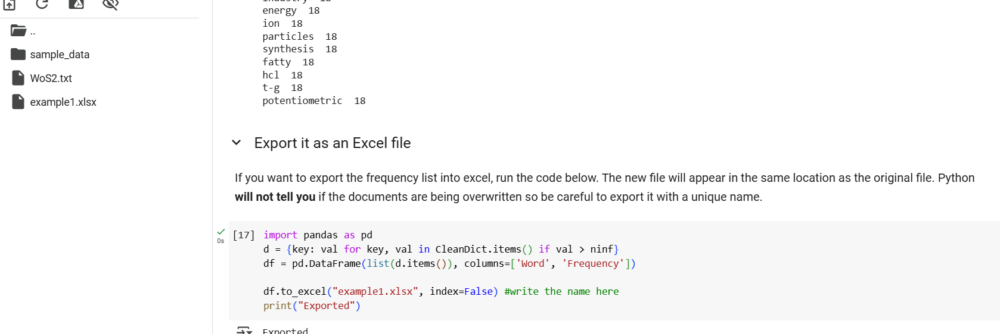 ..
sample_data
WoS2.txt
example1.xlsx
industry  18
energy  18
ion  18
particles  18
synthesis  18
fatty  18
hcl  18
t-g  18
potentiometric  18
Export it as an Excel file
If you want to export the frequency list into excel, run the code below. The new file will appear in the same location as the original file. Python
will not tell you if the documents are being overwritten so be careful to export it with a unique name.
0s
[17] import pandas as pd
d = {key: val for key, val in CleanDict.items() if val > ninf}
df = pd.DataFrame(list(d.items()), columns=['Word', 'Frequency'])
df.to_excel("example1.xlsx", index=False) #write the name here
print("Exported")
Exported